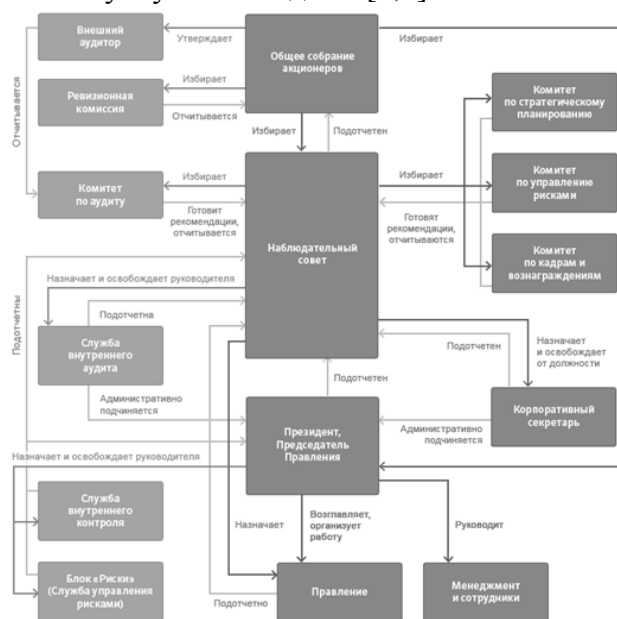 Внешний
аудитор
Утверждает
Общее собрание
акционеров
Избирает
Ревизионная
комиссия
Избирает
Отчитывается
Отчитывается
Избирает
Подотчетен
Комитет
по стратегическому
планированию
Комитет
по аудиту
Избирает
Готовит
рекомендации,
отчитывается
Наблюдательный
совет
Избирает
Готовят
рекомендации,
отчитываются
Комитет
по управлению
рисками
Комитет
по кадрам и
вознаграждениям
Назначает и освобождает руководителя
Подотчетны
Подотчетна
Служба
внутреннего
аудита
Административно
подчиняется
Подотчетен
Подотчетен
Назначает
и освобождает
от должности
Корпоративный
секретарь
Административно
подчиняется
Президент,
Председатель
Правления
Назначает и освобождает руководителя
Служба
внутреннего
контроля
Назначает
Возглавляет,
организует
работу
Руководит
Блок «Риски»
(Служба управления
рисками)
Подотчетно
Правление
Менеджмент
и сотрудники